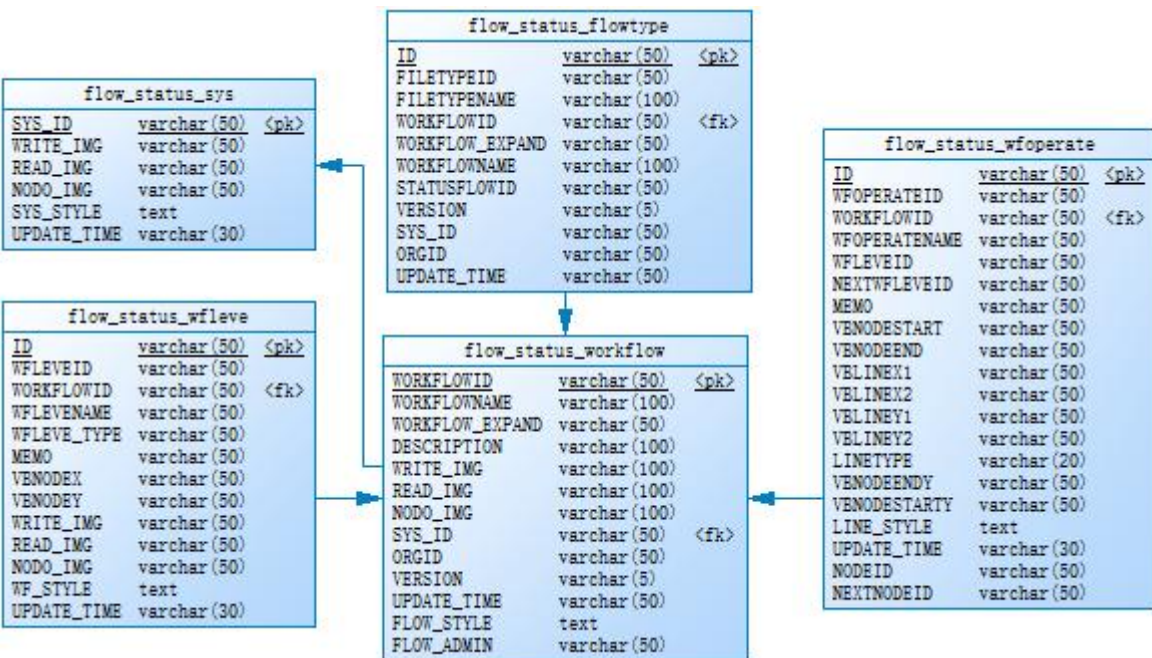 flow_status_flowtype
ID varchar(50) <pk>
FILETYPEID varchar(50)
FILETYPENAME varchar(100)
WORKFLOWID varchar(50) <fk>
WORKFLOW_EXPAND varchar(50)
WORKFLOWNAME varchar(100)
STATUSFLOWID varchar(50)
VERSION varchar(5)
SYS_ID varchar(50)
ORGID varchar(50)
UPDATE_TIME varchar(50)
flow_status_sys
SYS_ID varchar(50) <pk>
WRITE_IMG varchar(50)
READ_IMG varchar(50)
NODO_IMG varchar(50)
SYS_STYLE text
UPDATE_TIME varchar(30)
flow_status_wfoperate
ID varchar(50) <pk>
WFOPERATEID varchar(50)
WORKFLOWID varchar(50) <fk>
WFOPERATENAME varchar(50)
WFLEVEID varchar(50)
NEXTWFLEVEID varchar(50)
MEMO varchar(50)
VBNODESTART varchar(50)
VBNODEEND varchar(50)
VBLINEX1 varchar(50)
VBLINEX2 varchar(50)
VBLINEY1 varchar(50)
VBLINEY2 varchar(50)
LINETYPE varchar(20)
VBNODEENDY varchar(50)
VBNODESTARTY varchar(50)
LINE_STYLE text
UPDATE_TIME varchar(30)
NODEID varchar(50)
NEXTNODEID varchar(50)
flow_status_wfleve
ID varchar(50) <pk>
WFLEVEID varchar(50)
WORKFLOWID varchar(50) <fk>
WFLEVENAME varchar(50)
WFLEVE_TYPE varchar(50)
MEMO varchar(50)
VBNODEX varchar(50)
VBNODEY varchar(50)
WRITE_IMG varchar(50)
READ_IMG varchar(50)
NODO_IMG varchar(50)
WF_STYLE text
UPDATE_TIME varchar(30)
flow_status_workflow
WORKFLOWID varchar(50) <pk>
WORKFLOWNAME varchar(100)
WORKFLOW_EXPAND varchar(50)
DESCRIPTION varchar(100)
WRITE_IMG varchar(100)
READ_IMG varchar(100)
NODO_IMG varchar(100)
SYS_ID varchar(50) <fk>
ORGID varchar(50)
VERSION varchar(5)
UPDATE_TIME varchar(50)
FLOW_STYLE text
FLOW_ADMIN varchar(50)